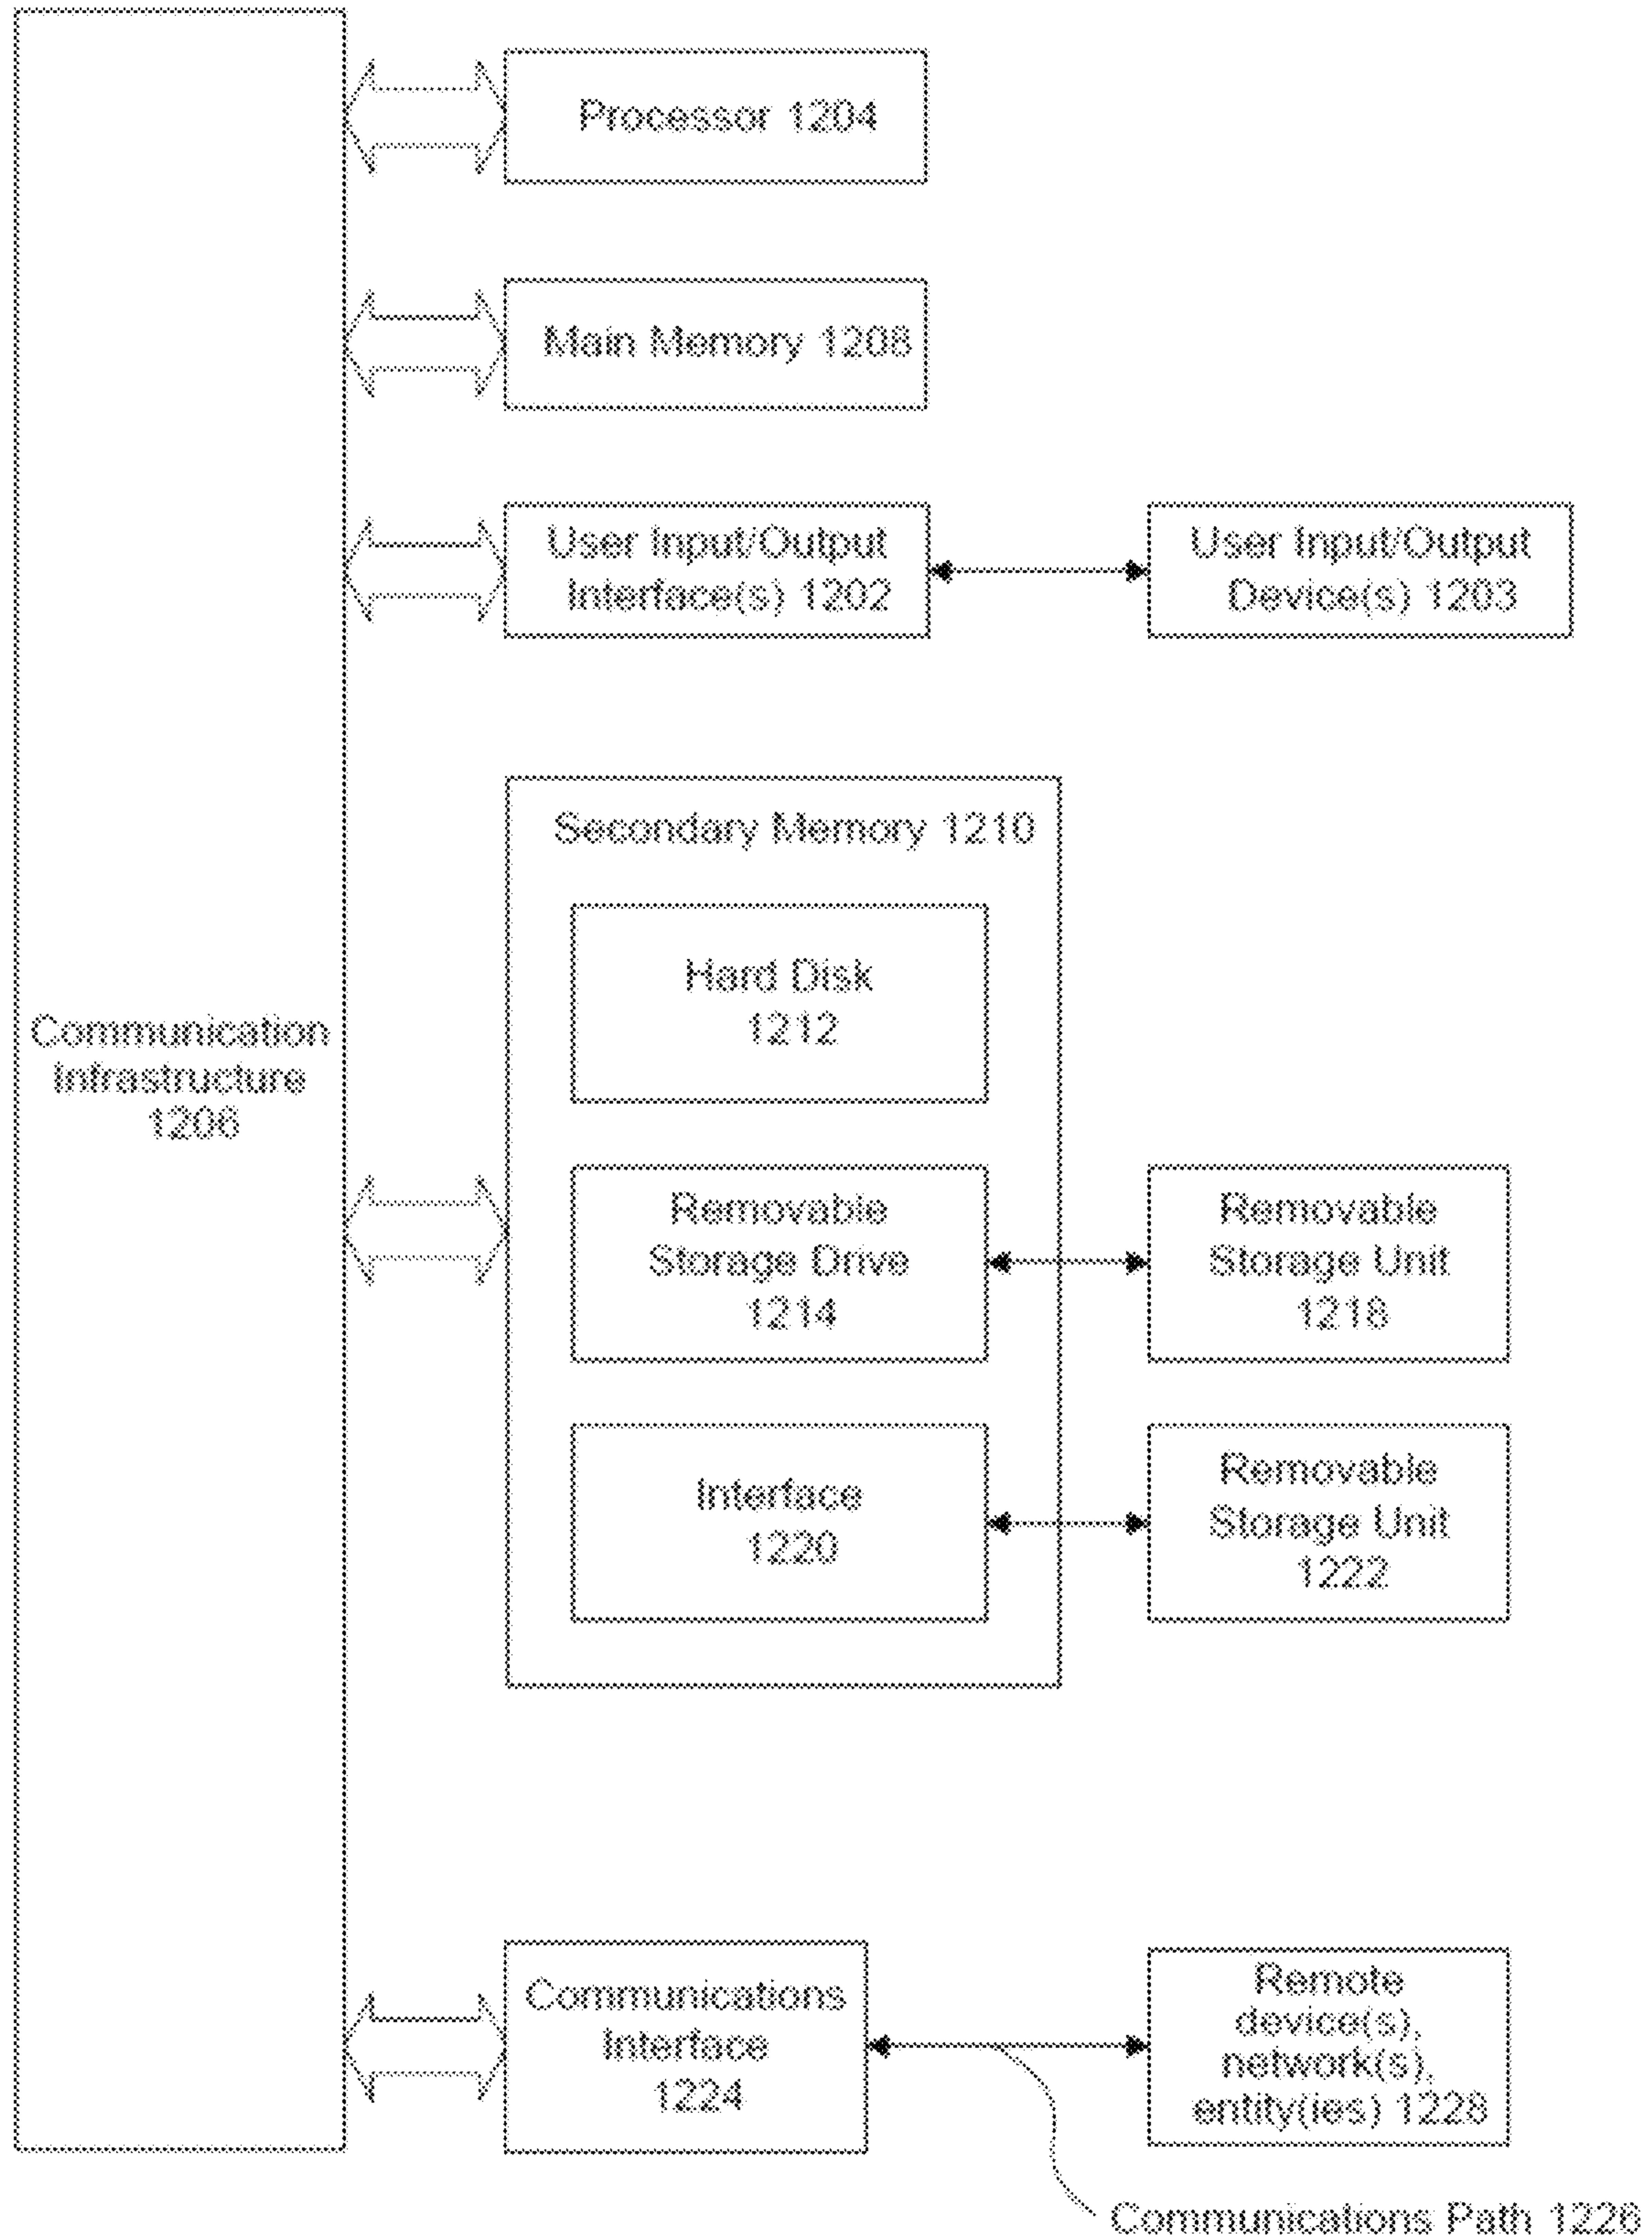 Processor 1204
Main Memory 1208
User Input/Output
Interface(s) 1202
User Input/Output
Device(s) 1203
Secondary Memory 1210
Hard Disk
1212
Communication
Infrastructure
1206
Removable
Storage Drive
1214
Removable
Storage Unit
1218
Interface
1220
Removable
Storage Unit
1222
Communications
Interface
1224
Remote
device(s),
network(s),
entity(ies) 1228
Communications Path 1226